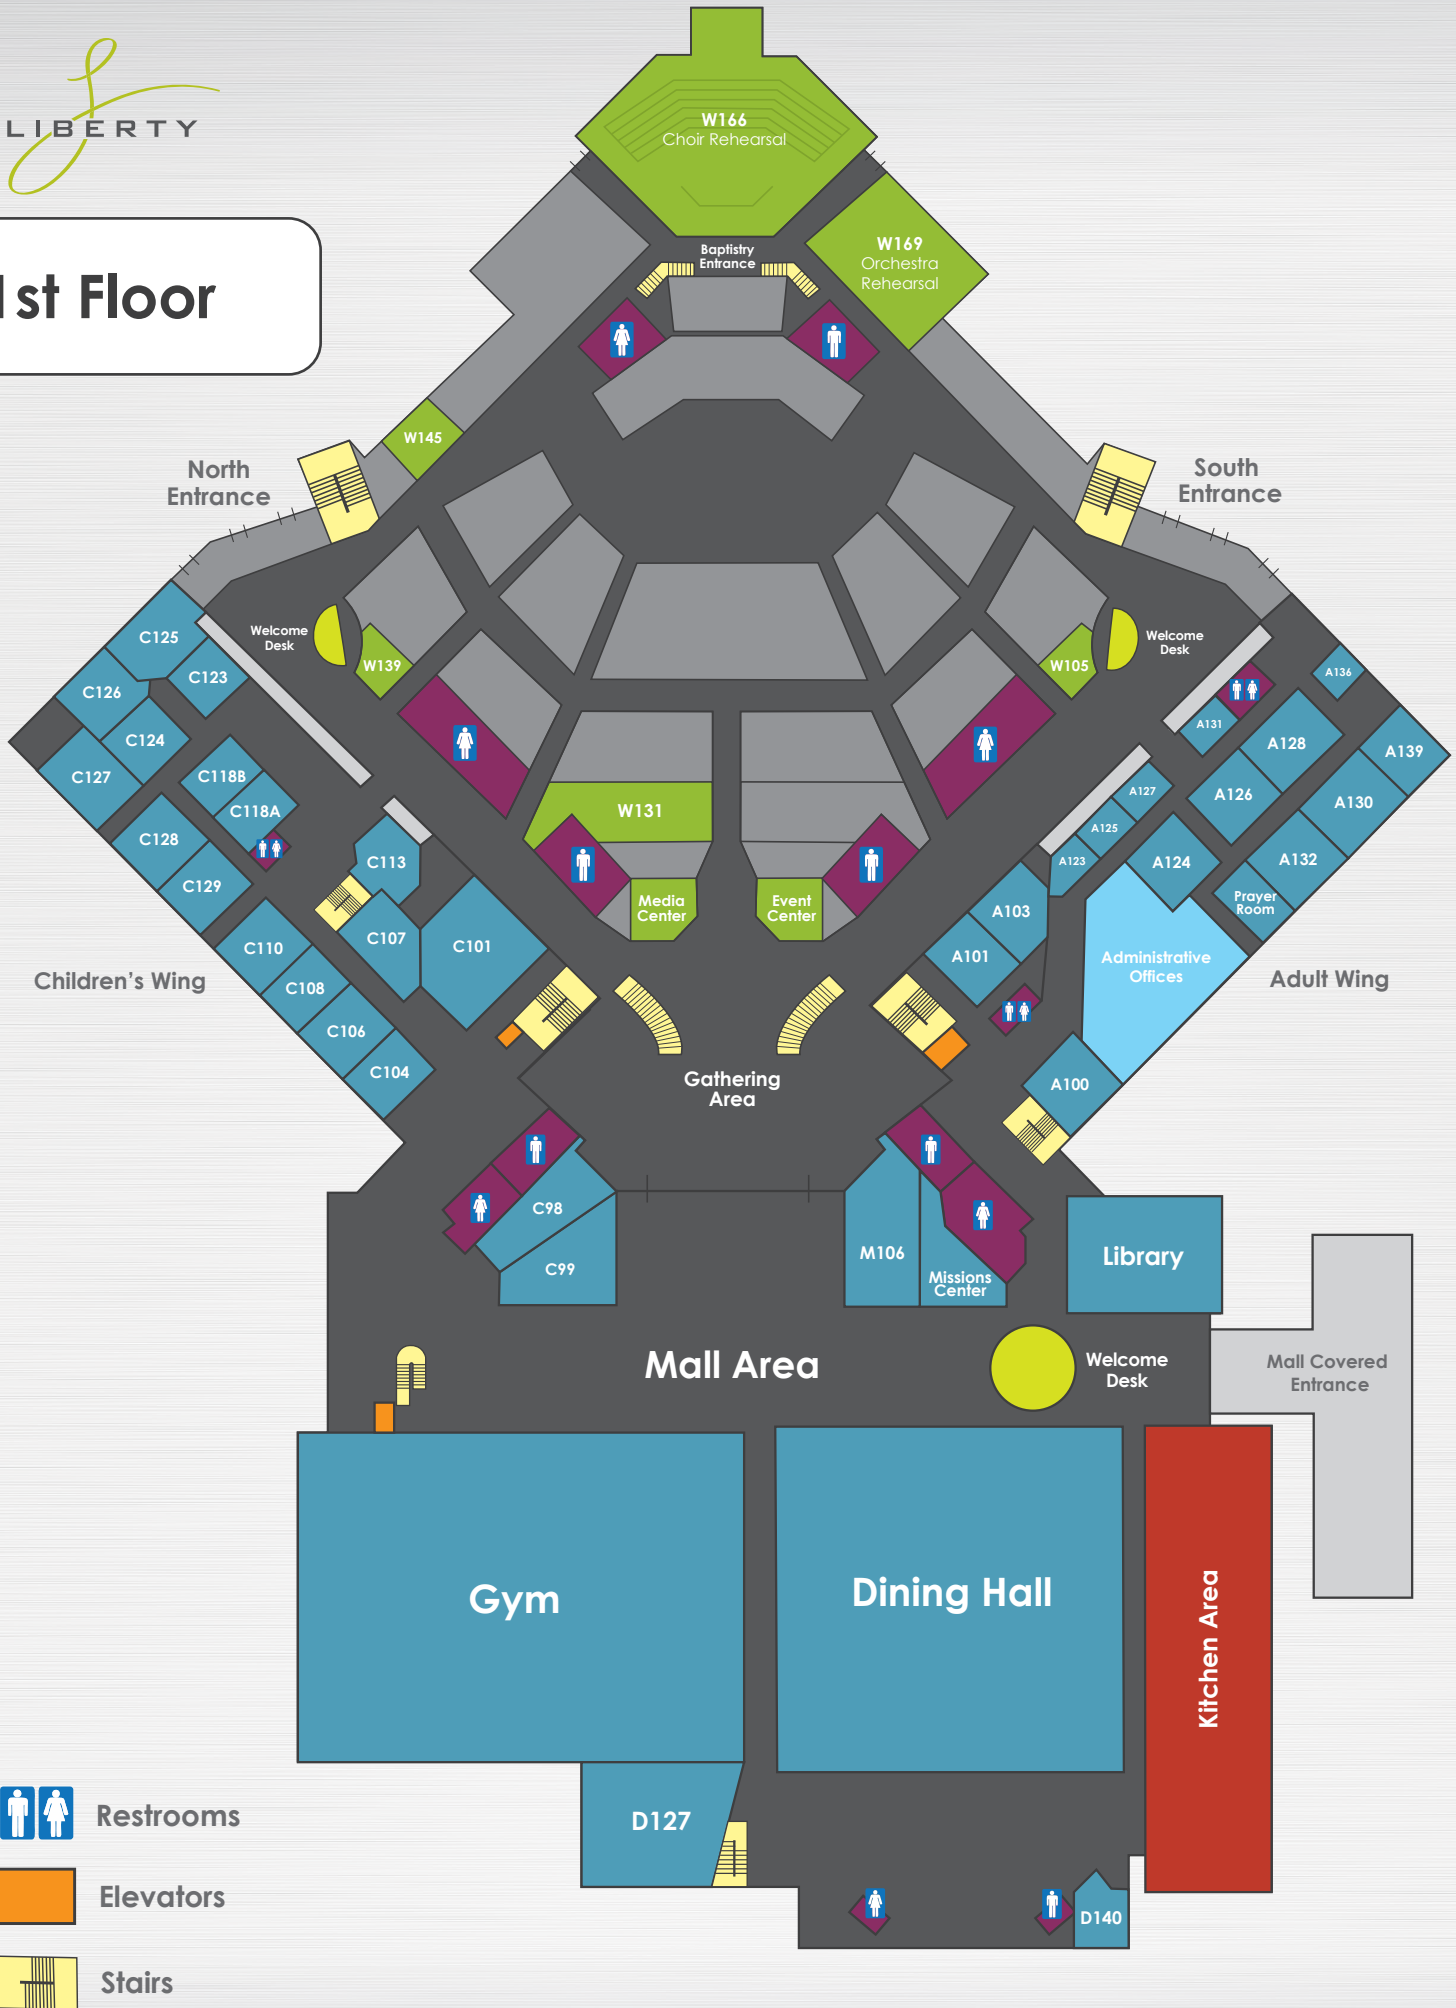 LIBERTY
1st Floor
W166
Choir Rehearsal
Baptistry
Entrance
W169
Orchestra
Rehearsal
W145
North
Entrance
South
Entrance
C125
C123
C126
C124
C127
C118B
C118A
C128
C129
C113
C107
C101
C110
C108
C106
C104
Children's Wing
Welcome
Desk
W139
W105
Welcome
Desk
W131
Media
Center
Event
Center
A136
A131
A128
A139
A127
A126
A130
A125
A123
A124
A132
Prayer
Room
A103
A101
Administrative
Offices
Adult Wing
A100
Gathering
Area
C98
C99
M106
Missions
Center
Library
Mall Area
Welcome
Desk
Mall Covered
Entrance
Gym
Dining Hall
Kitchen Area
D127
D140
Restrooms
Elevators
Stairs